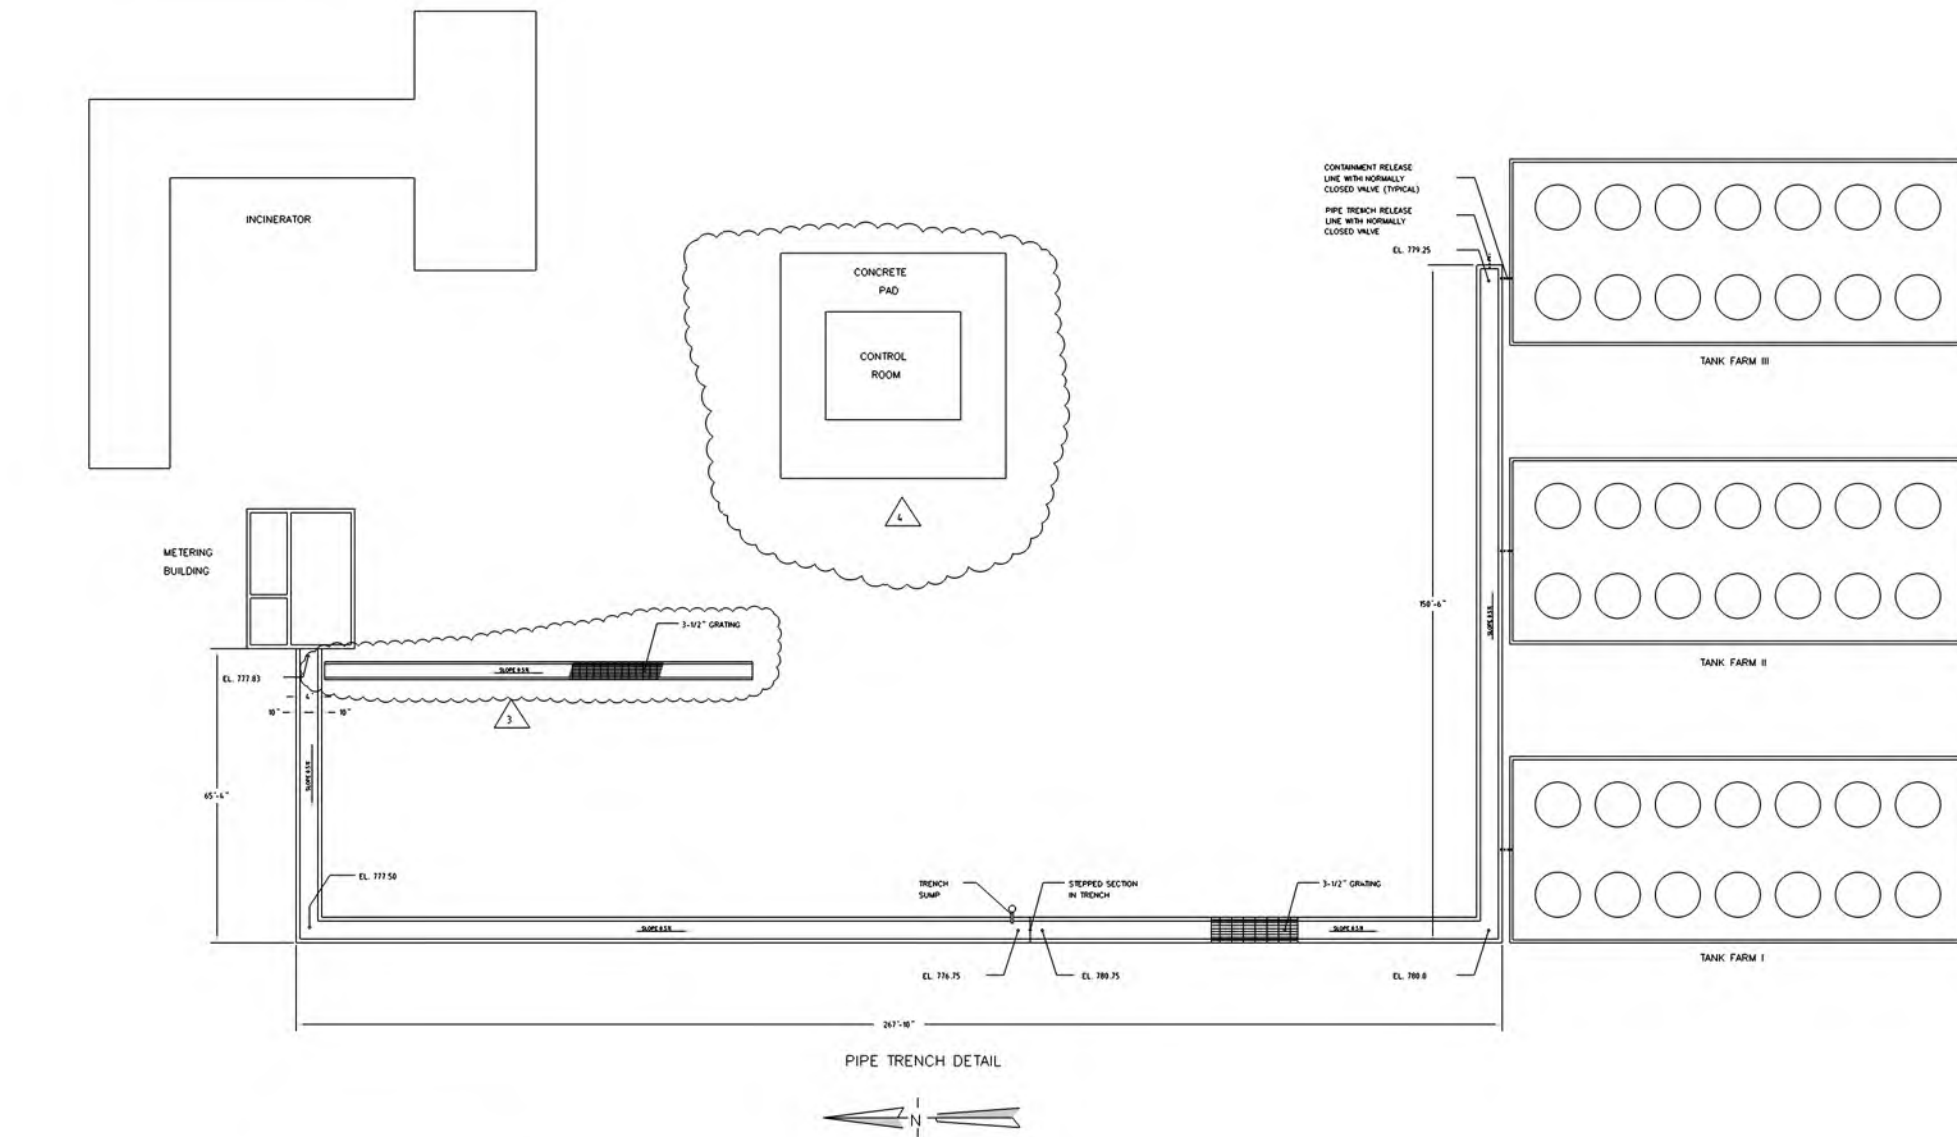 CONTAINMENT RELEASE
LINE WITH NORMALLY
CLOSED VALVE (TYPICAL)
PIPE TRENCH RELEASE
LINE WITH NORMALLY
CLOSED VALVE
EL. 779.25
INCINERATOR
CONCRETE
PAD
CONTROL
ROOM
TANK FARM III
4
METERING
BUILDING
150'-6"
3-1/2" GRATING
TANK FARM II
EL. 777.83
10"
10"
3
65'-6"
EL. 777.50
TRENCH
SUMP
STEPPED SECTION
IN TRENCH
3-1/2" GRATING
EL. 776.75
EL. 780.75
EL. 780.0
TANK FARM I
267'-10"
PIPE TRENCH DETAIL
N